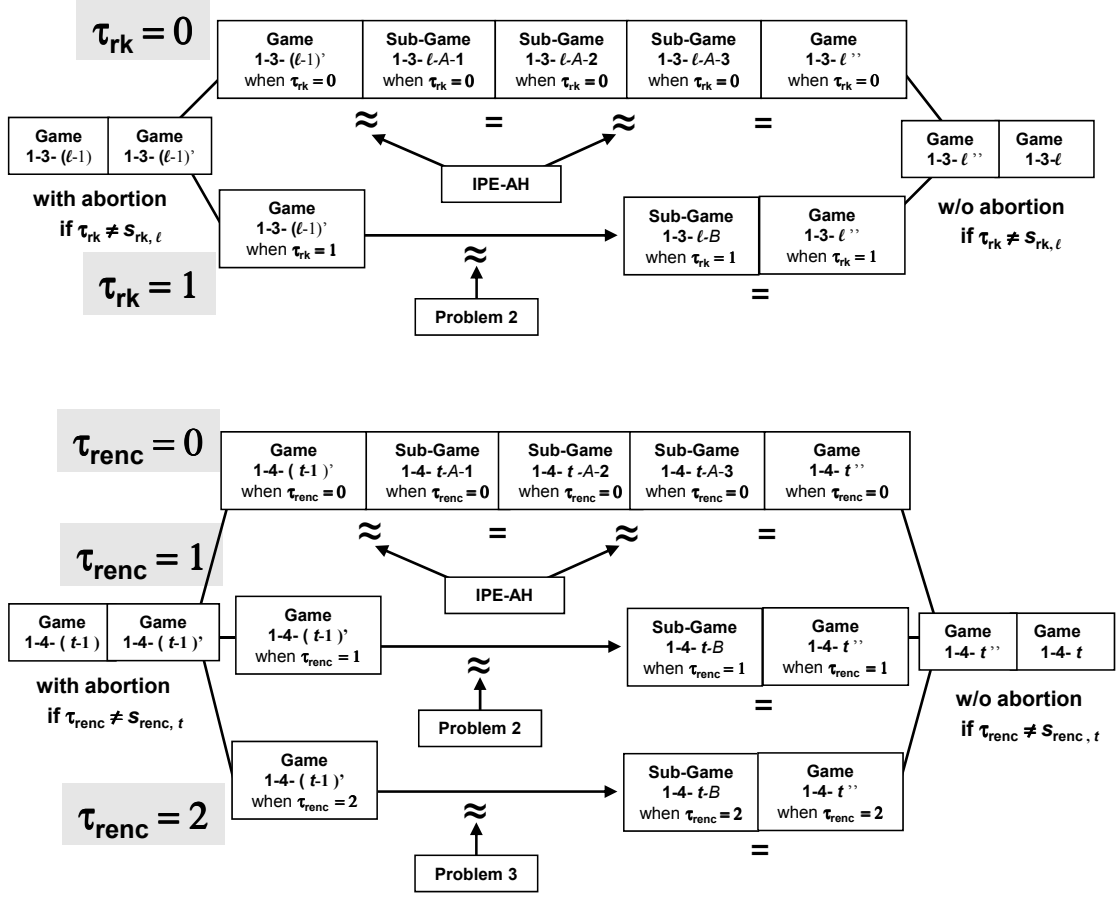 τrk = 0
Game
1-3- (ℓ-1)’
when τrk = 0
Sub-Game
1-3- ℓ-A-1
when τrk = 0
Sub-Game
1-3- ℓ-A-2
when τrk = 0
Sub-Game
1-3- ℓ-A-3
when τrk = 0
Game
1-3- ℓ ’’
when τrk = 0
≈ = ≈ =
IPE-AH
Game
1-3- (ℓ-1)
Game
1-3- (ℓ-1)’
with abortion
if τrk ≠ srk, ℓ
Game
1-3- ℓ ’’
Game
1-3-ℓ
w/o abortion
if τrk ≠ srk, ℓ
τrk = 1
Game
1-3- (ℓ-1)’
when τrk = 1
≈
Problem 2
Sub-Game
1-3- ℓ-B
when τrk = 1
Game
1-3- ℓ’’
when τrk = 1
=
τrenc = 0
Game
1-4- ( t-1 )’
when τrenc = 0
Sub-Game
1-4- t-A-1
when τrenc = 0
Sub-Game
1-4- t -A-2
when τrenc = 0
Sub-Game
1-4- t-A-3
when τrenc = 0
Game
1-4- t ’’
when τrenc = 0
≈ = ≈ =
IPE-AH
τrenc = 1
Game
1-4- ( t-1 )
Game
1-4- ( t-1 )’
with abortion
if τrenc ≠ srenc, t
Game
1-4- ( t-1 )’
when τrenc = 1
≈
Problem 2
Sub-Game
1-4- t-B
when τrenc = 1
Game
1-4- t’’
when τrenc = 1
=
Game
1-4- t ’’
Game
1-4- t
w/o abortion
if τrenc ≠ srenc , t
τrenc = 2
Game
1-4- ( t-1 )’
when τrenc = 2
≈
Problem 3
Sub-Game
1-4- t-B
when τrenc = 2
Game
1-4- t’’
when τrenc = 2
=